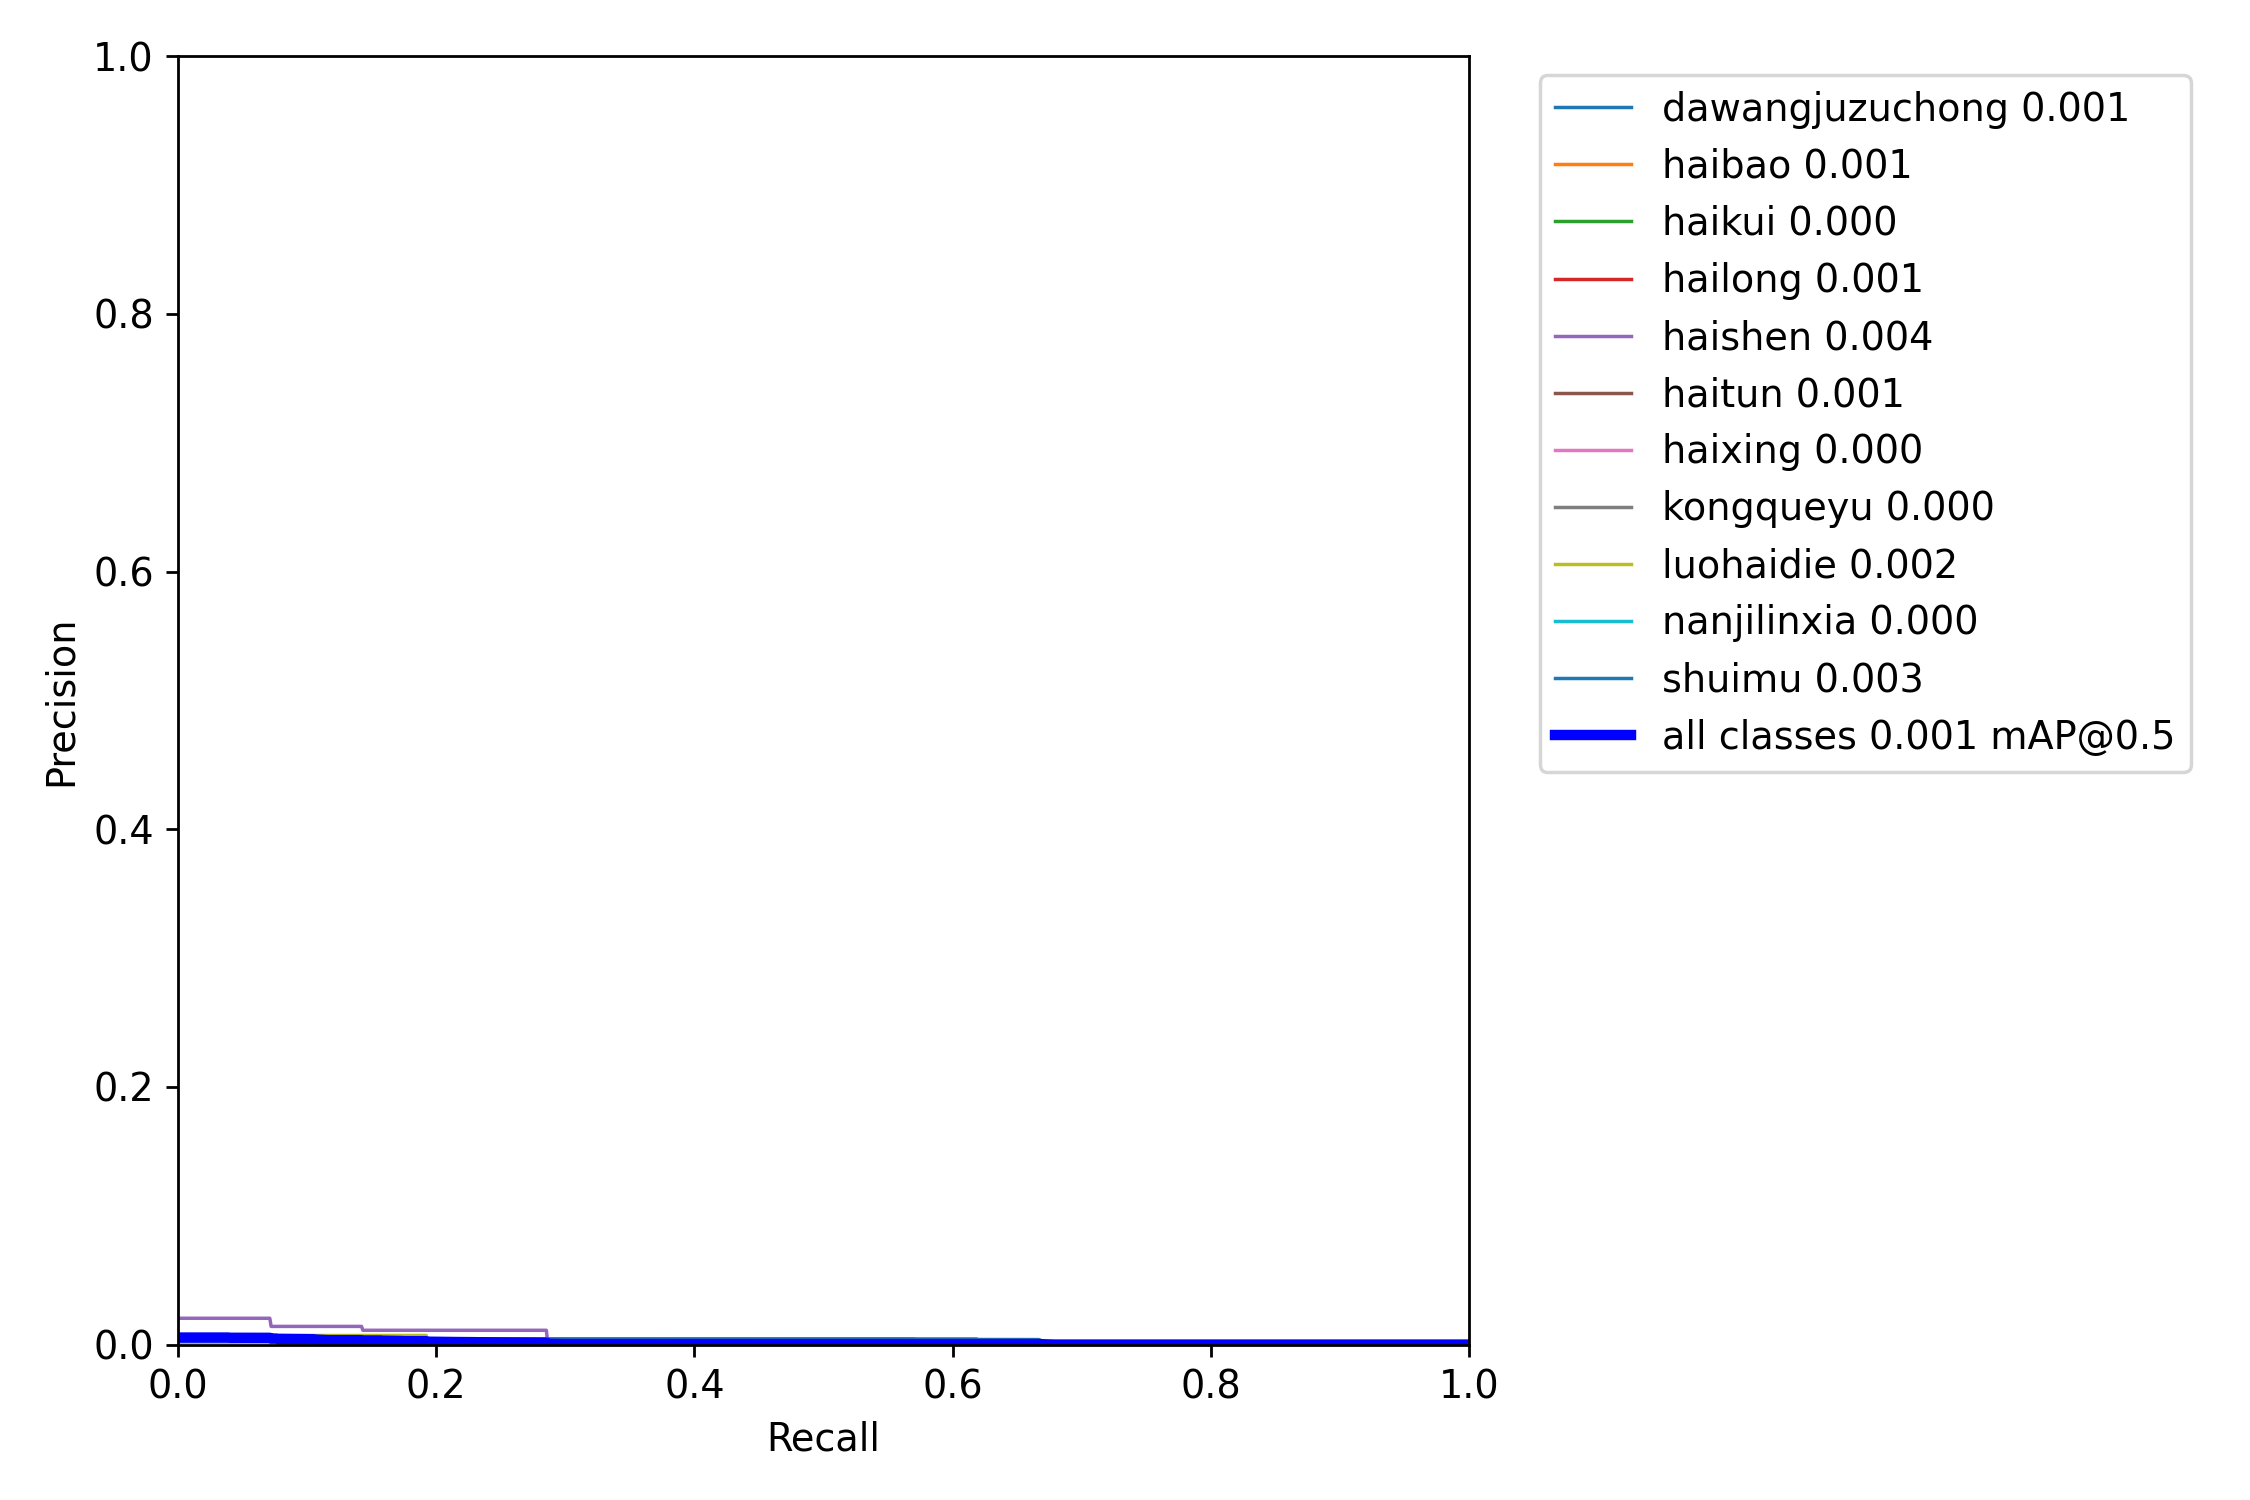 1.0
0.8
0.6
0.4
0.2
0.0
Precision
0.0 0.2 0.4 0.6 0.8 1.0
Recall
dawangjuzuchong 0.001
haibao 0.001
haikui 0.000
hailong 0.001
haishen 0.004
haitun 0.001
haixing 0.000
kongqueyu 0.000
luohaidie 0.002
nanjilinxia 0.000
shuimu 0.003
all classes 0.001 mAP@0.5